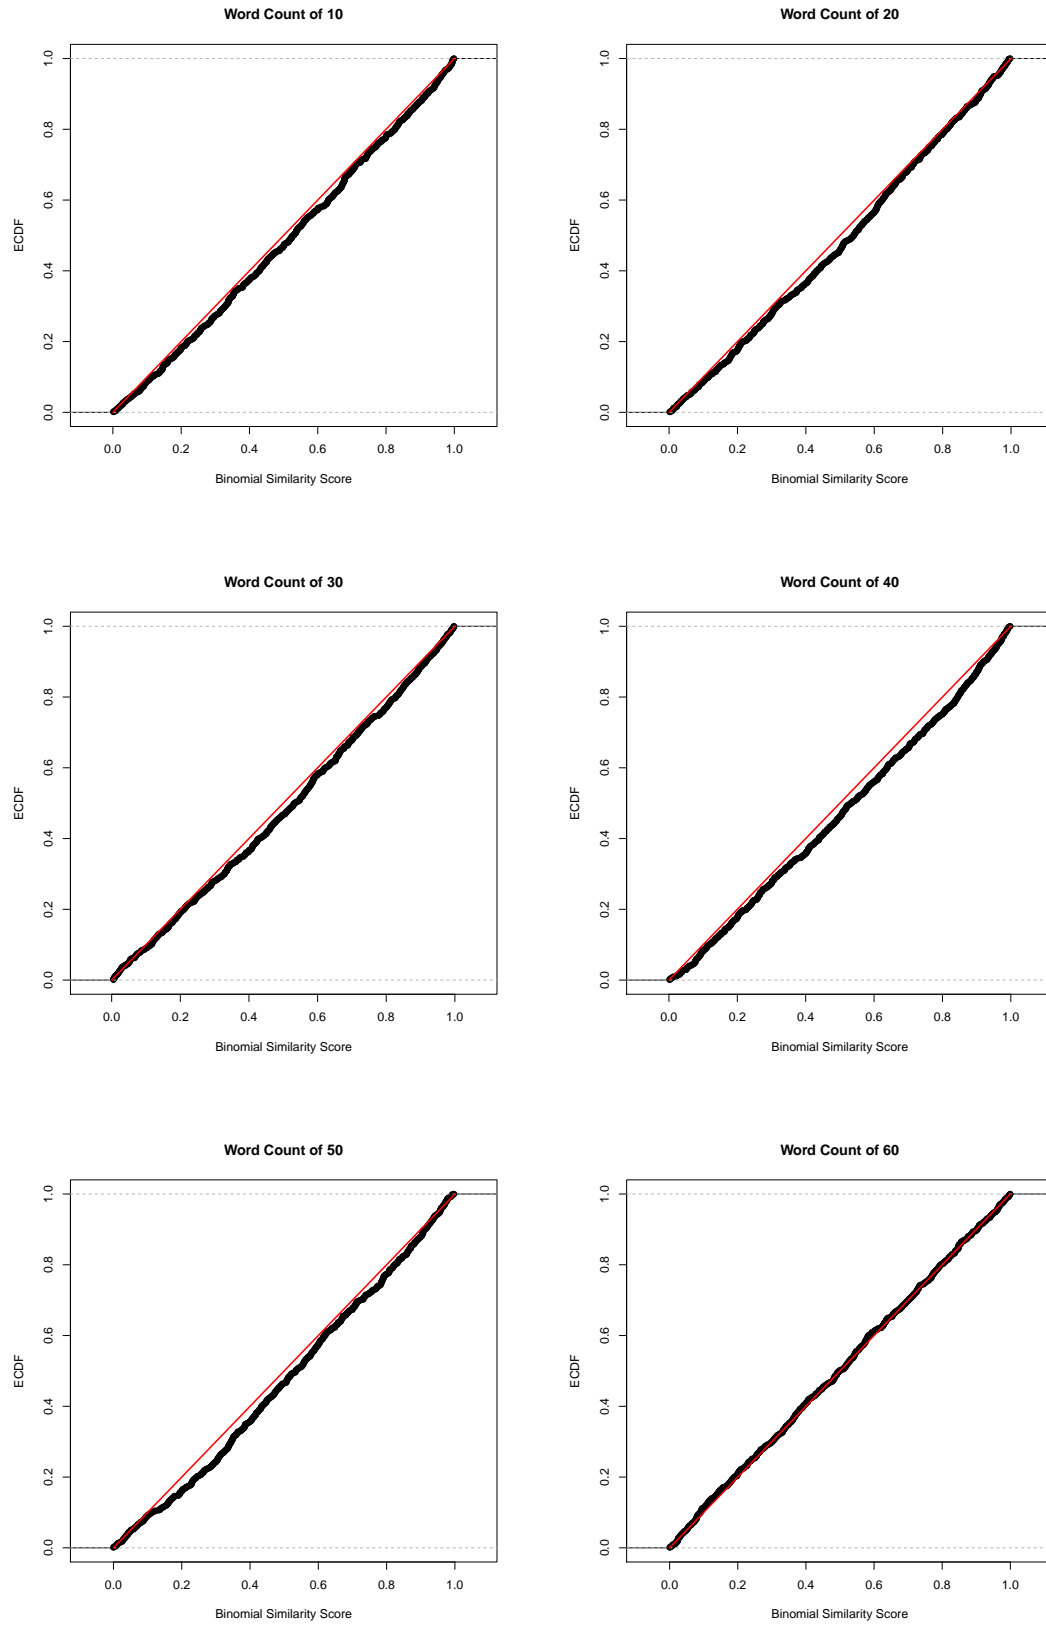 Word Count of 10
1.0
0.8
0.6
0.4
0.2
0.0
ECDF
0.0 0.2 0.4 0.6 0.8 1.0
Binomial Similarity Score
Word Count of 20
1.0
0.8
0.6
0.4
0.2
0.0
ECDF
0.0 0.2 0.4 0.6 0.8 1.0
Binomial Similarity Score
Word Count of 30
1.0
0.8
0.6
0.4
0.2
0.0
ECDF
0.0 0.2 0.4 0.6 0.8 1.0
Binomial Similarity Score
Word Count of 40
1.0
0.8
0.6
0.4
0.2
0.0
ECDF
0.0 0.2 0.4 0.6 0.8 1.0
Binomial Similarity Score
Word Count of 50
1.0
0.8
0.6
0.4
0.2
0.0
ECDF
0.0 0.2 0.4 0.6 0.8 1.0
Binomial Similarity Score
Word Count of 60
1.0
0.8
0.6
0.4
0.2
0.0
ECDF
0.0 0.2 0.4 0.6 0.8 1.0
Binomial Similarity Score